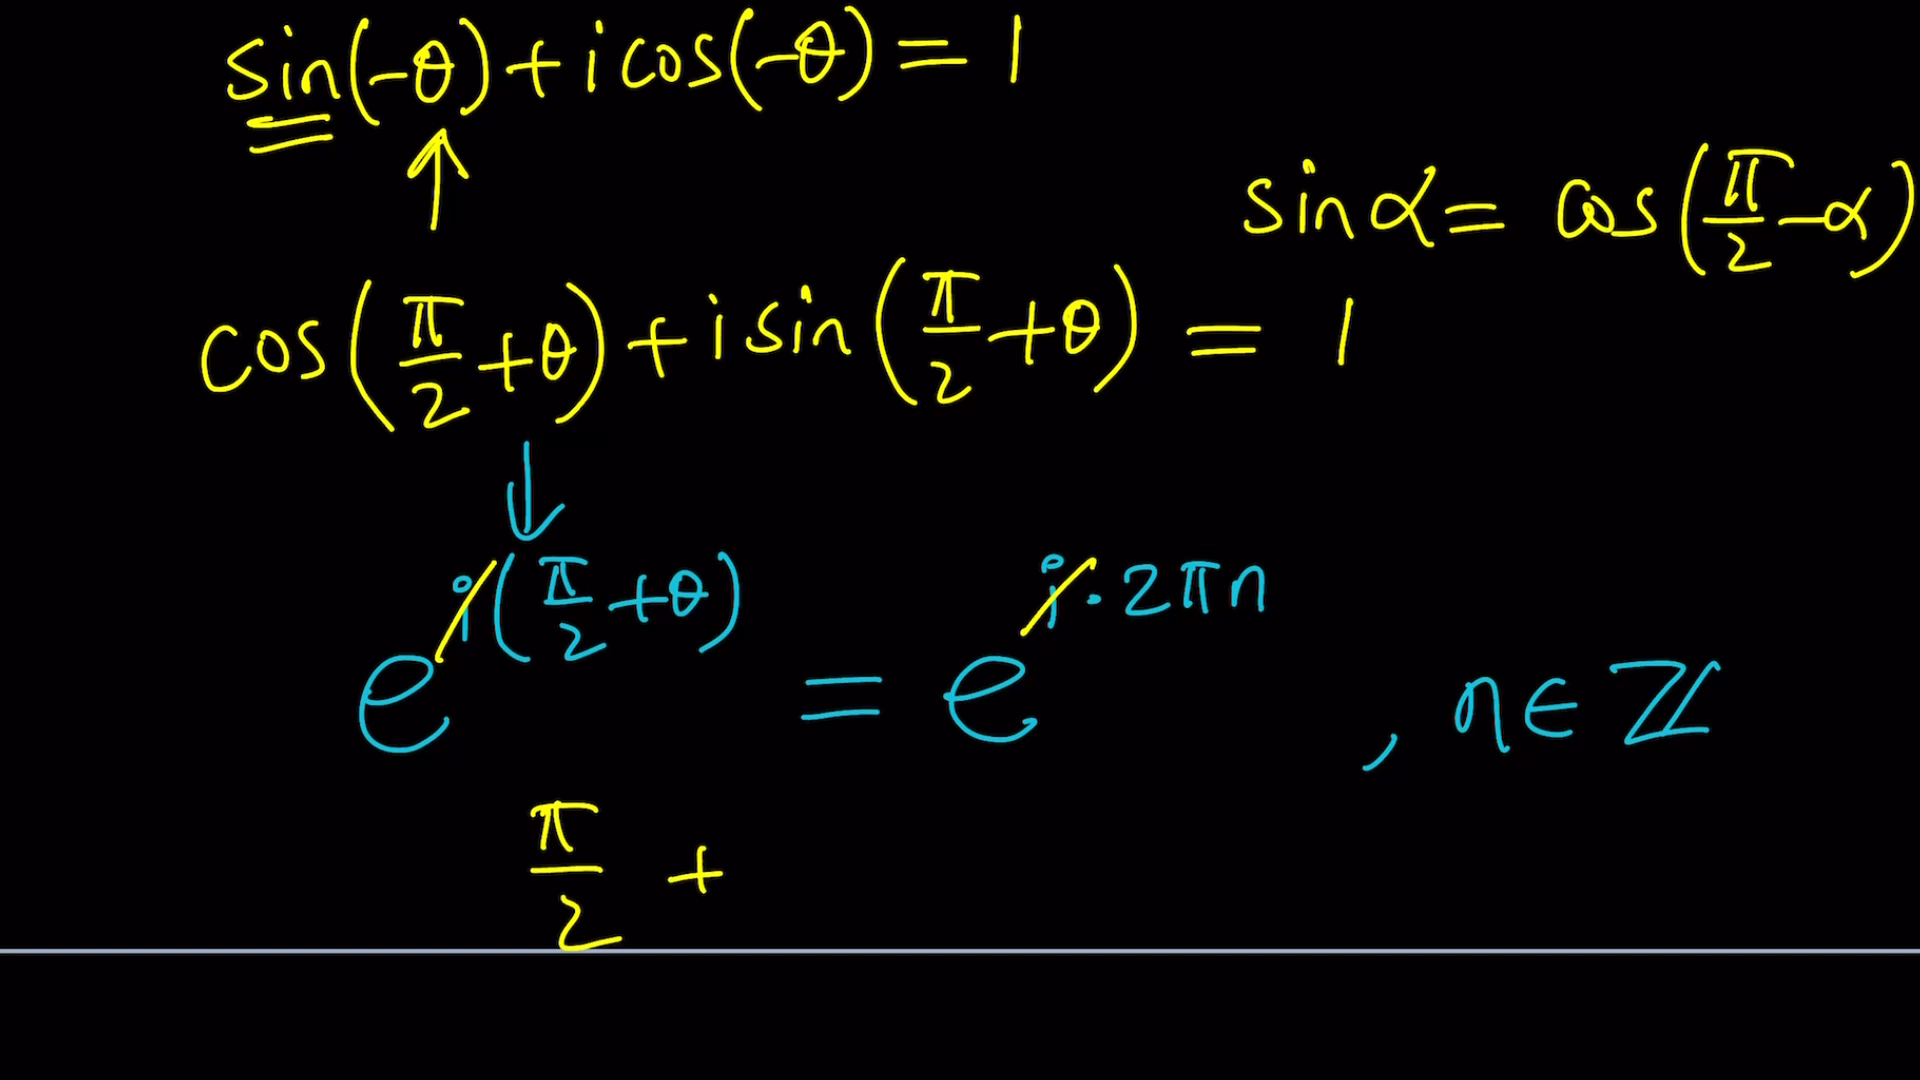 sin(-θ) + i cos(-θ) = 1
sin α = cos(π/2 - α)
cos(π/2 + θ) + i sin(π/2 + θ) = 1
e^{i(π/2 + θ)} = e^{i · 2πn} , n ∈ ℤ
π/2 +